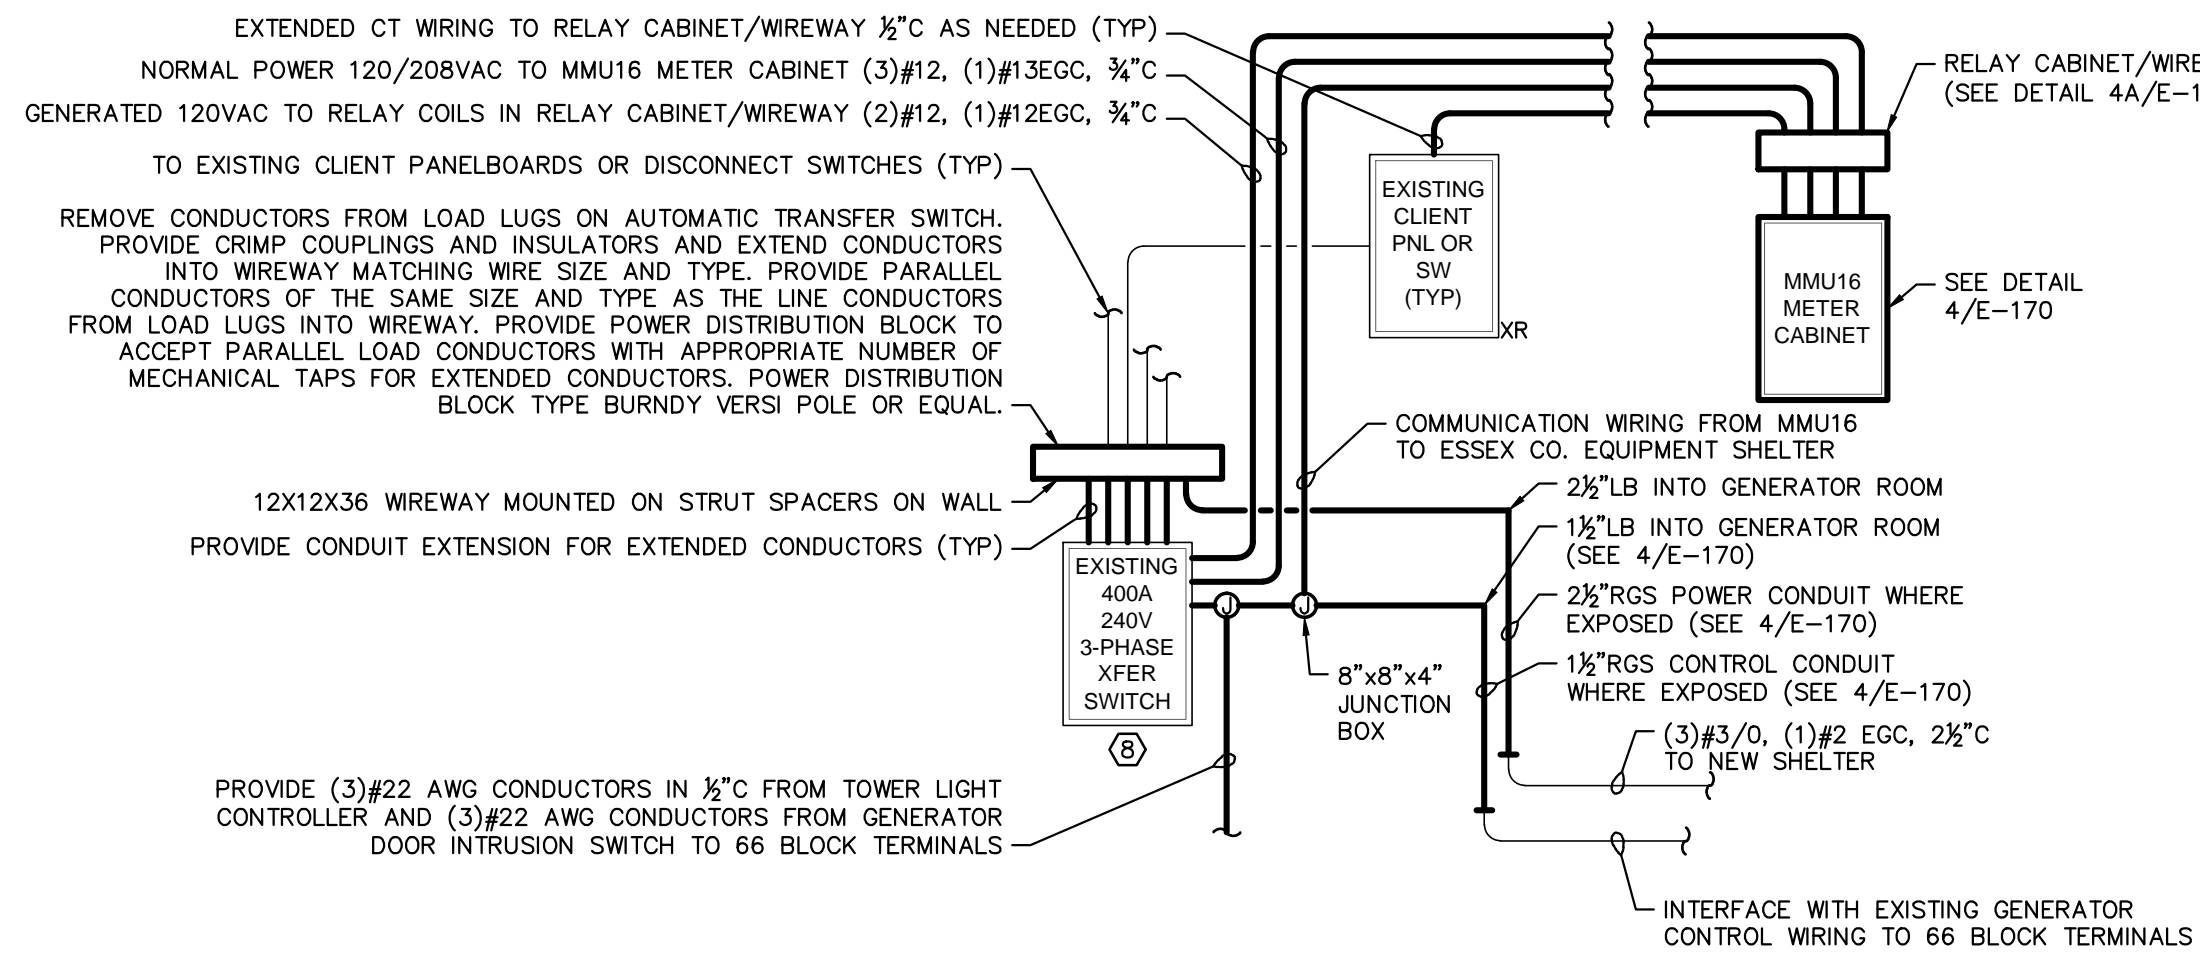 EXTENDED CT WIRING TO RELAY CABINET/WIREWAY ½"C AS NEEDED (TYP)
NORMAL POWER 120/208VAC TO MMU16 METER CABINET (3)#12, (1)#13EGC, ¾"C
GENERATED 120VAC TO RELAY COILS IN RELAY CABINET/WIREWAY (2)#12, (1)#12EGC, ¾"C
TO EXISTING CLIENT PANELBOARDS OR DISCONNECT SWITCHES (TYP)
REMOVE CONDUCTORS FROM LOAD LUGS ON AUTOMATIC TRANSFER SWITCH.
PROVIDE CRIMP COUPLINGS AND INSULATORS AND EXTEND CONDUCTORS
INTO WIREWAY MATCHING WIRE SIZE AND TYPE. PROVIDE PARALLEL
CONDUCTORS OF THE SAME SIZE AND TYPE AS THE LINE CONDUCTORS
FROM LOAD LUGS INTO WIREWAY. PROVIDE POWER DISTRIBUTION BLOCK TO
ACCEPT PARALLEL LOAD CONDUCTORS WITH APPROPRIATE NUMBER OF
MECHANICAL TAPS FOR EXTENDED CONDUCTORS. POWER DISTRIBUTION
BLOCK TYPE BURNDY VERSI POLE OR EQUAL.
12X12X36 WIREWAY MOUNTED ON STRUT SPACERS ON WALL
PROVIDE CONDUIT EXTENSION FOR EXTENDED CONDUCTORS (TYP)
EXISTING
400A
240V
3-PHASE
XFER
SWITCH
8
PROVIDE (3)#22 AWG CONDUCTORS IN ½"C FROM TOWER LIGHT
CONTROLLER AND (3)#22 AWG CONDUCTORS FROM GENERATOR
DOOR INTRUSION SWITCH TO 66 BLOCK TERMINALS
J
J
8"x8"x4"
JUNCTION
BOX
EXISTING
CLIENT
PNL OR
SW
(TYP)
XR
RELAY CABINET/WIRE
(SEE DETAIL 4A/E-1
MMU16
METER
CABINET
SEE DETAIL
4/E-170
COMMUNICATION WIRING FROM MMU16
TO ESSEX CO. EQUIPMENT SHELTER
2½"LB INTO GENERATOR ROOM
1½"LB INTO GENERATOR ROOM
(SEE 4/E-170)
2½"RGS POWER CONDUIT WHERE
EXPOSED (SEE 4/E-170)
1½"RGS CONTROL CONDUIT
WHERE EXPOSED (SEE 4/E-170)
(3)#3/0, (1)#2 EGC, 2½"C
TO NEW SHELTER
INTERFACE WITH EXISTING GENERATOR
CONTROL WIRING TO 66 BLOCK TERMINALS